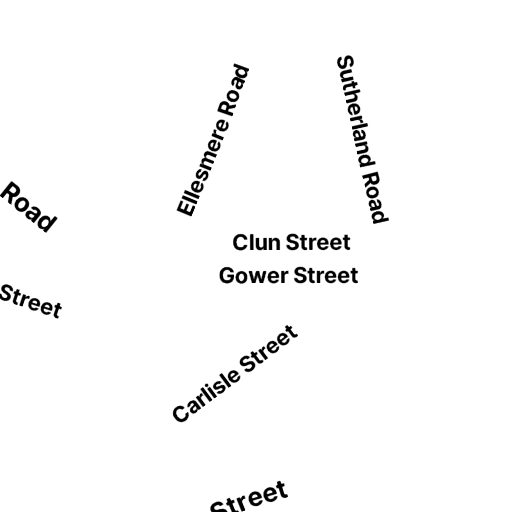 Ellesmere Road
Sutherland Road
Road
Clun Street
Gower Street
Street
Carlisle Street
Street